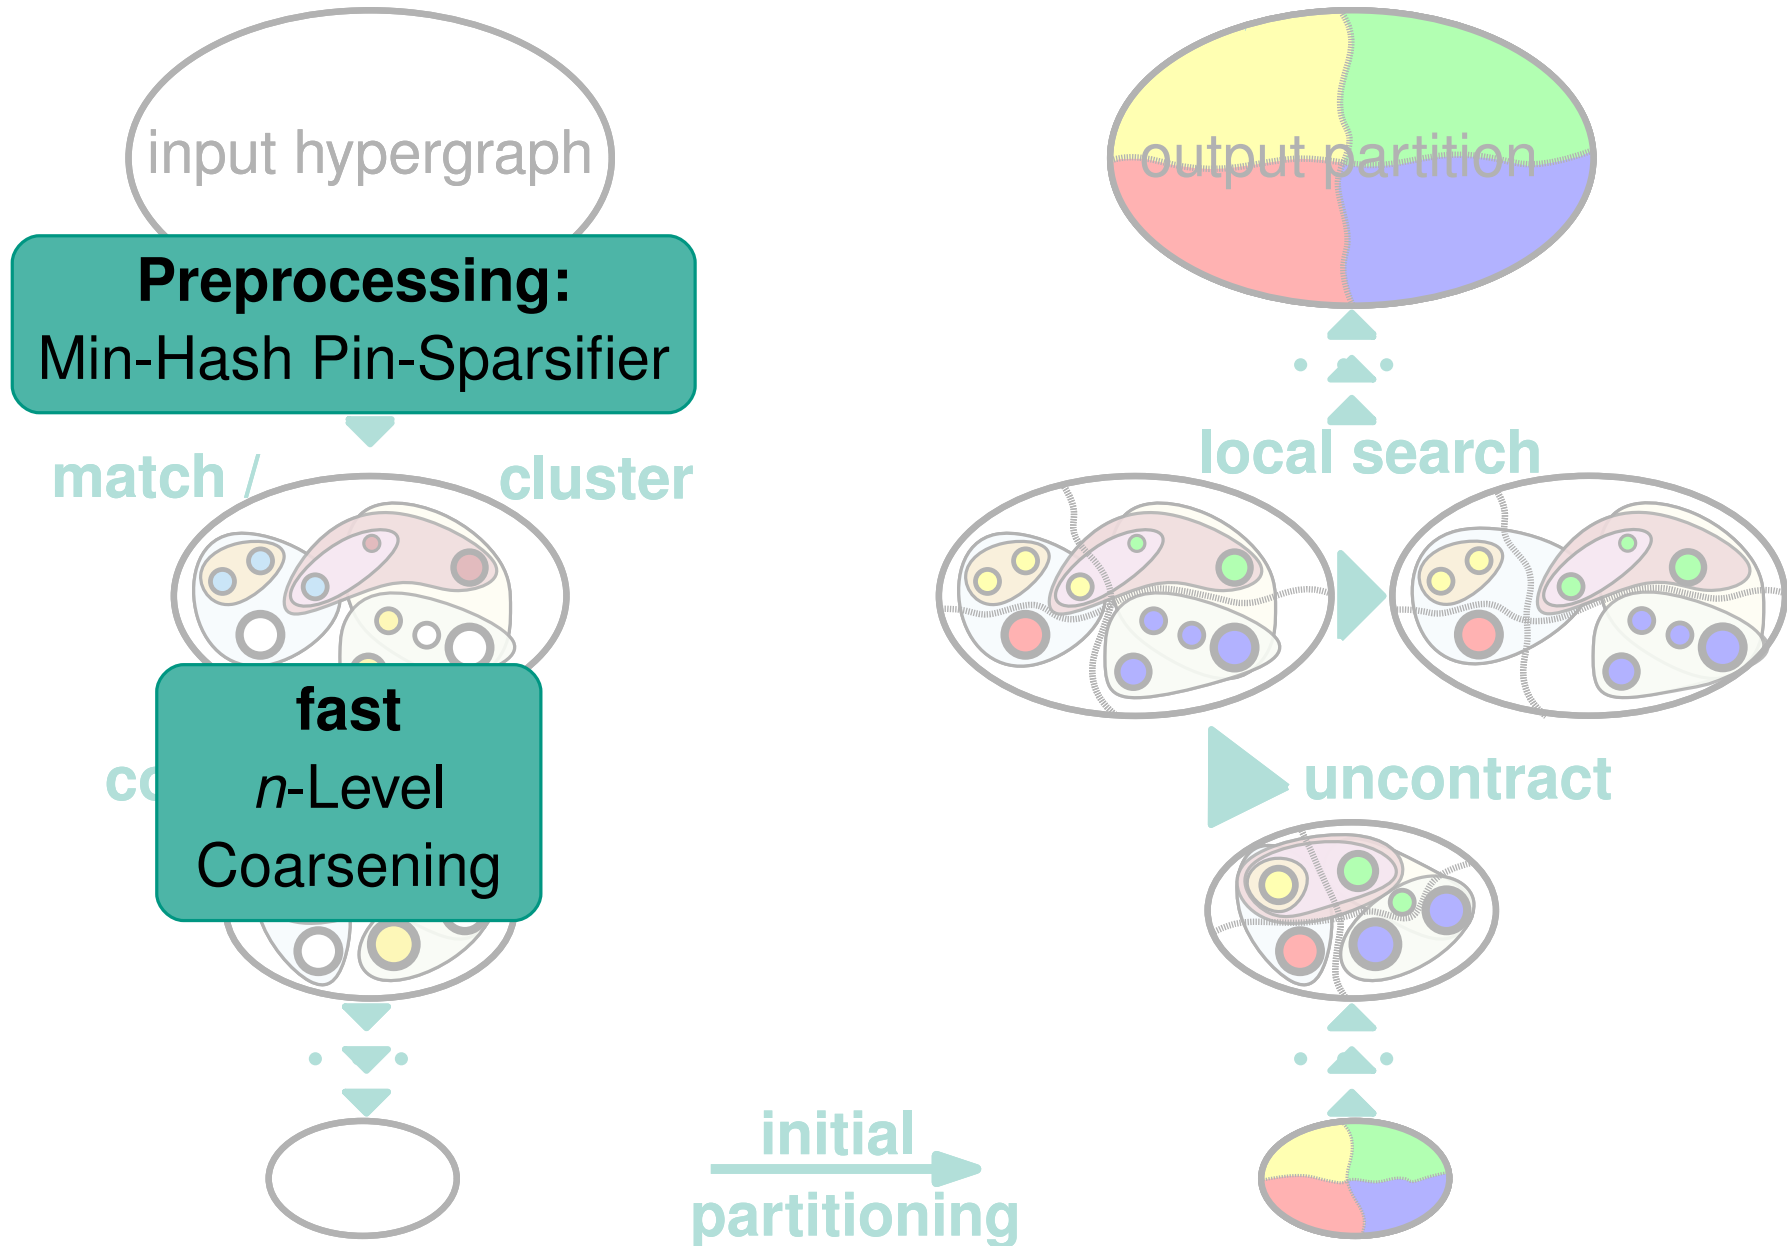 input hypergraph
Preprocessing:
Min-Hash Pin-Sparsifier
match / cluster
fast
n-Level
Coarsening
initial
partitioning
output partition
local search
uncontract